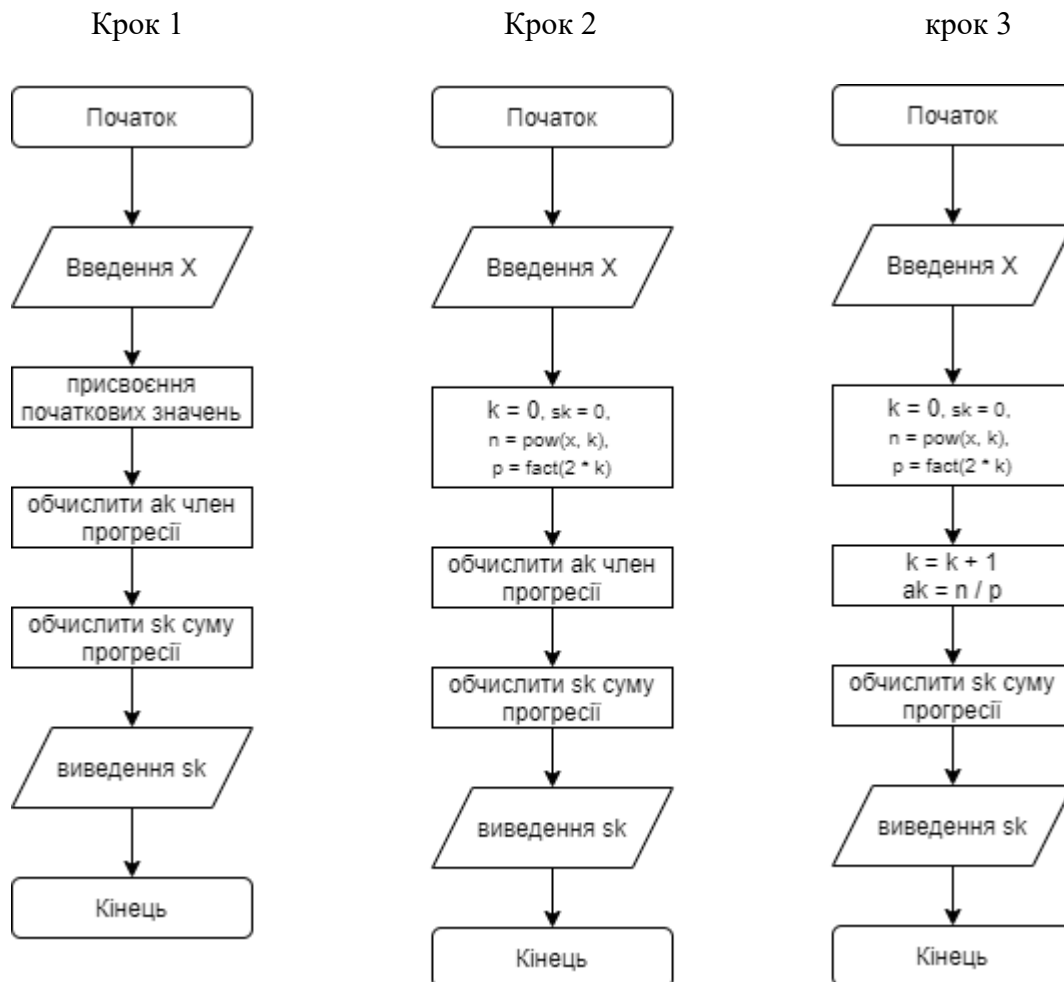 Крок 1
Початок
Введення X
присвоєння
початкових значень
обчислити ak член
прогресії
обчислити sk суму
прогресії
виведення sk
Кінець
Крок 2
Початок
Введення X
k = 0, sk = 0,
n = pow(x, k),
p = fact(2 * k)
обчислити ak член
прогресії
обчислити sk суму
прогресії
виведення sk
Кінець
крок 3
Початок
Введення X
k = 0, sk = 0,
n = pow(x, k),
p = fact(2 * k)
k = k + 1
ak = n / p
обчислити sk суму
прогресії
виведення sk
Кінець